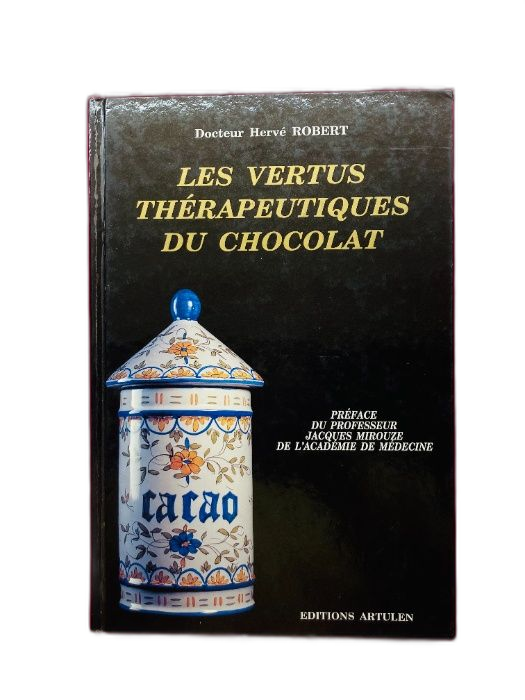 Docteur Hervé ROBERT
LES VERTUS
THÉRAPEUTIQUES
DU CHOCOLAT
PRÉFACE
DU PROFESSEUR
JACQUES MIROUZE
DE L'ACADÉMIE DE MÉDECINE
cacao
EDITIONS ARTULEN